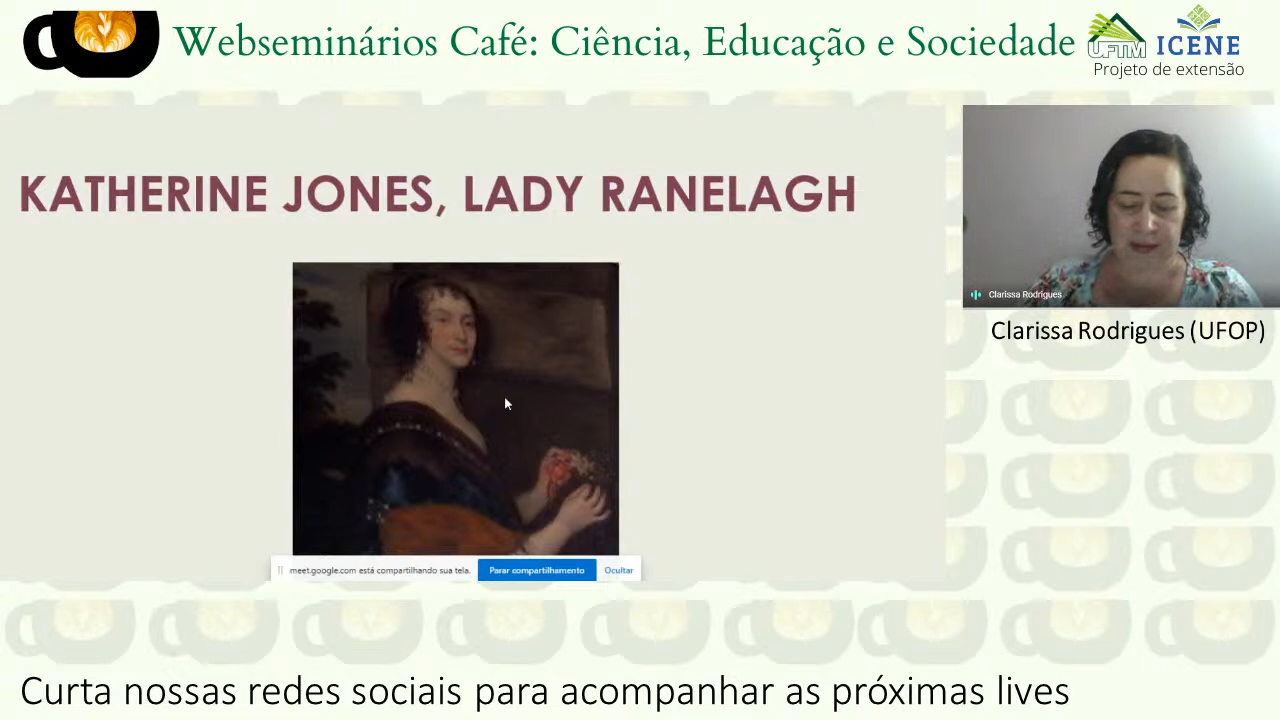 Webseminários Café: Ciência, Educação e Sociedade
UFTM
ICENE
Projeto de extensão
KATHERINE JONES, LADY RANELAGH
Clarissa Rodrigues
Clarissa Rodrigues (UFOP)
meet.google.com está compartilhando sua tela.
Parar compartilhamento
Ocultar
Curta nossas redes sociais para acompanhar as próximas lives